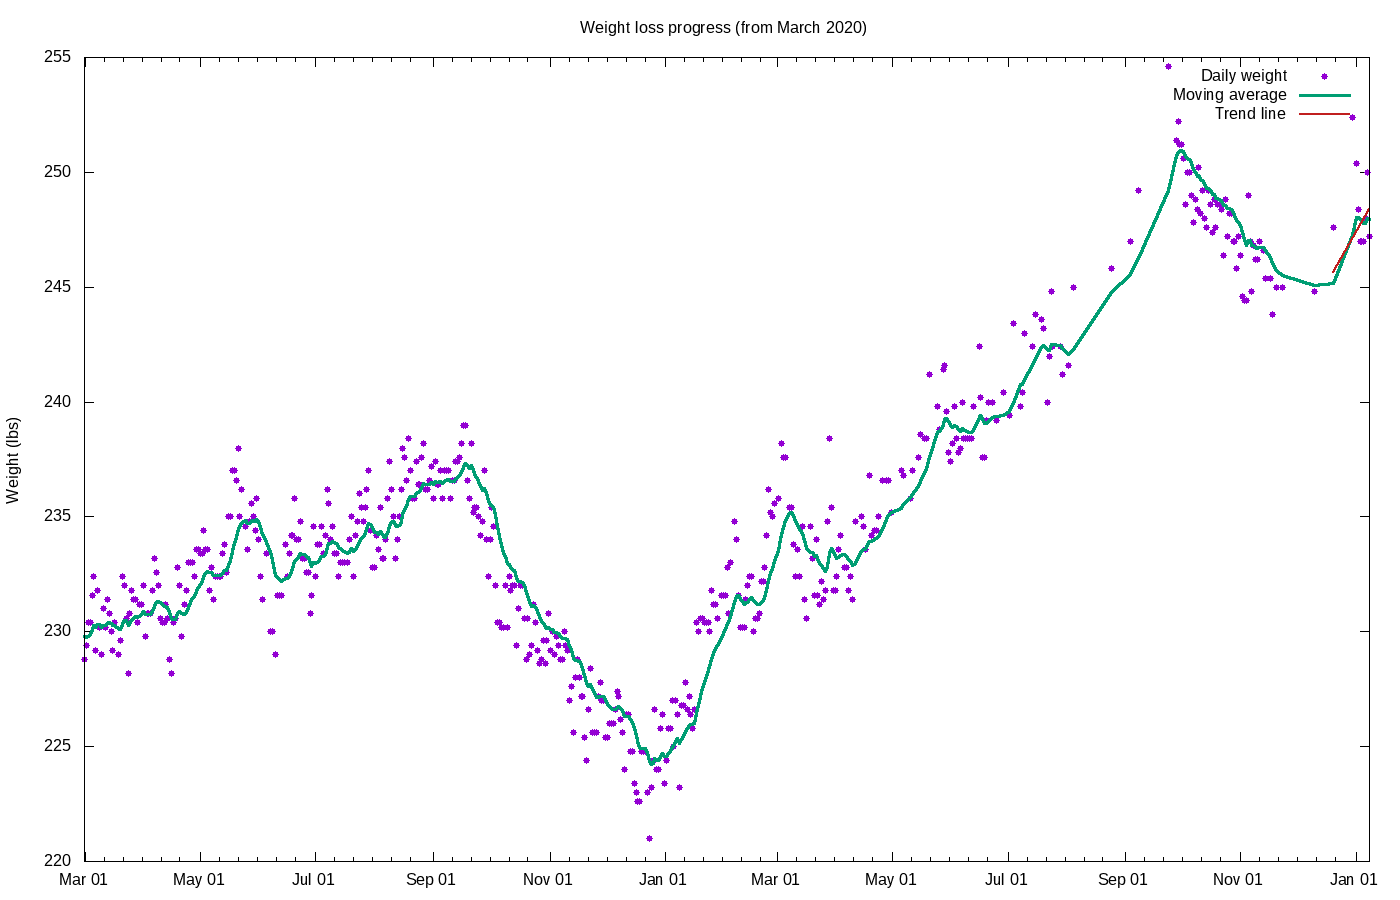 Weight loss progress (from March 2020)
255
250
245
240
235
230
225
220
Weight (lbs)
Daily weight
Moving average
Trend line
Mar 01 May 01 Jul 01 Sep 01 Nov 01 Jan 01 Mar 01 May 01 Jul 01 Sep 01 Nov 01 Jan 01